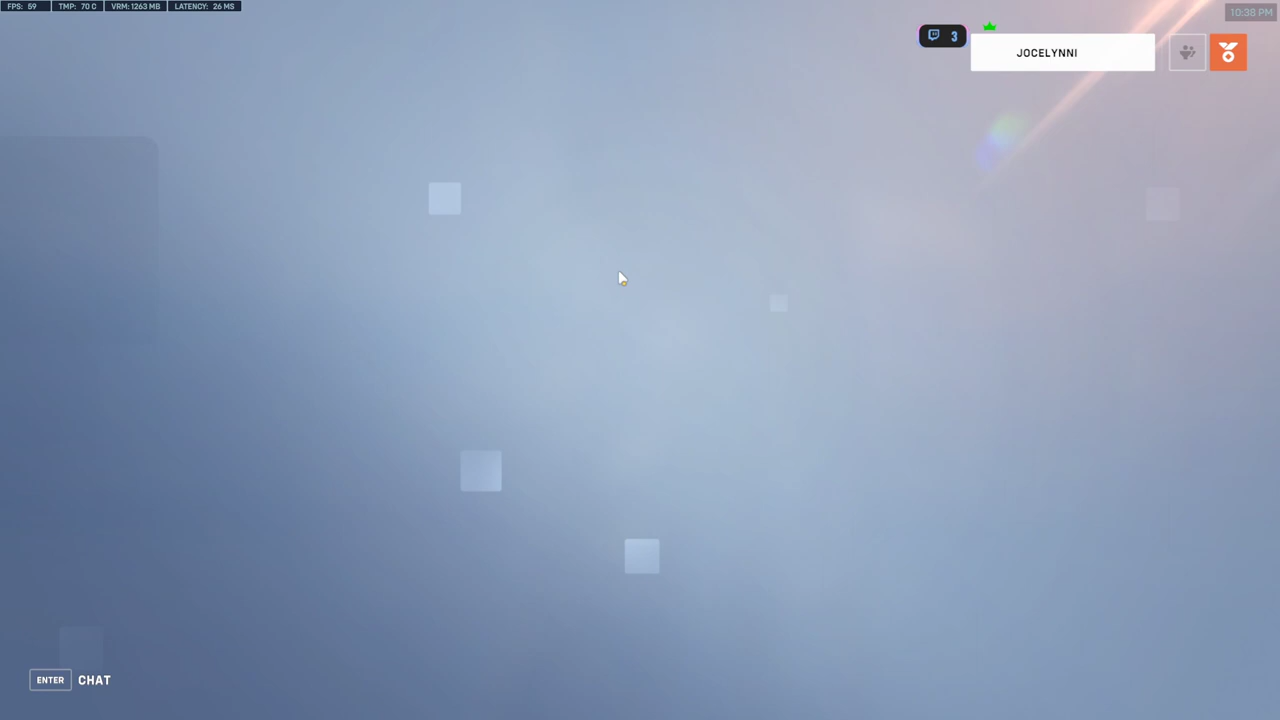 FPS: 59 TMP: 70 C VRM: 1263 MB LATENCY: 26 MS
10:38 PM
3
JOCELYNNI
ENTER CHAT